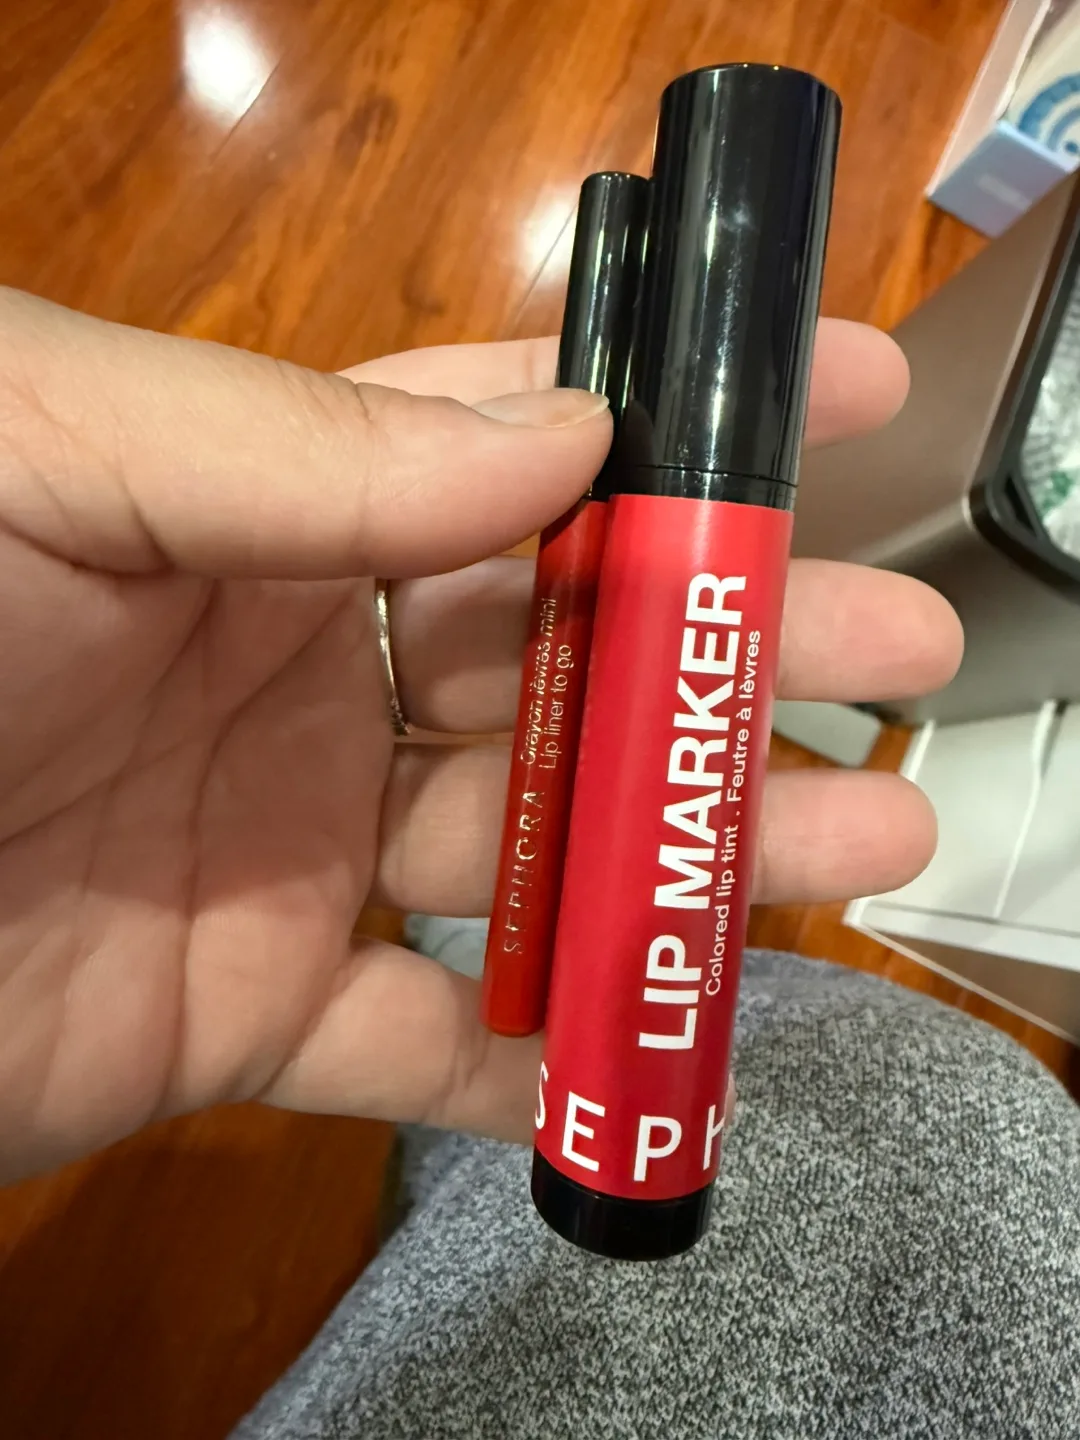 SEPHORA
Crayon lèvres mini
Lip liner to go
LIP MARKER
Colored lip tint . Feutre à lèvres
SEPH